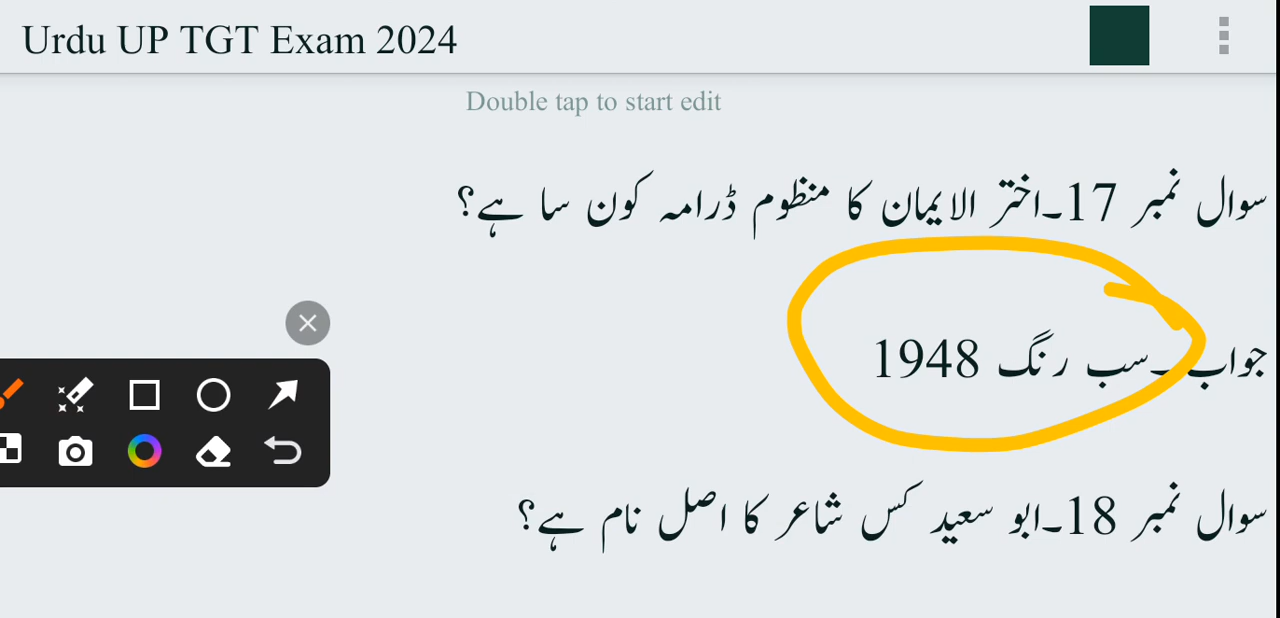 Urdu UP TGT Exam 2024
Double tap to start edit
سوال نمبر 17۔اختر الایمان کا منظوم ڈرامہ کون سا ہے؟
جواب ۔سب رنگ 1948
سوال نمبر 18۔ابو سعید کس شاعر کا اصل نام ہے؟